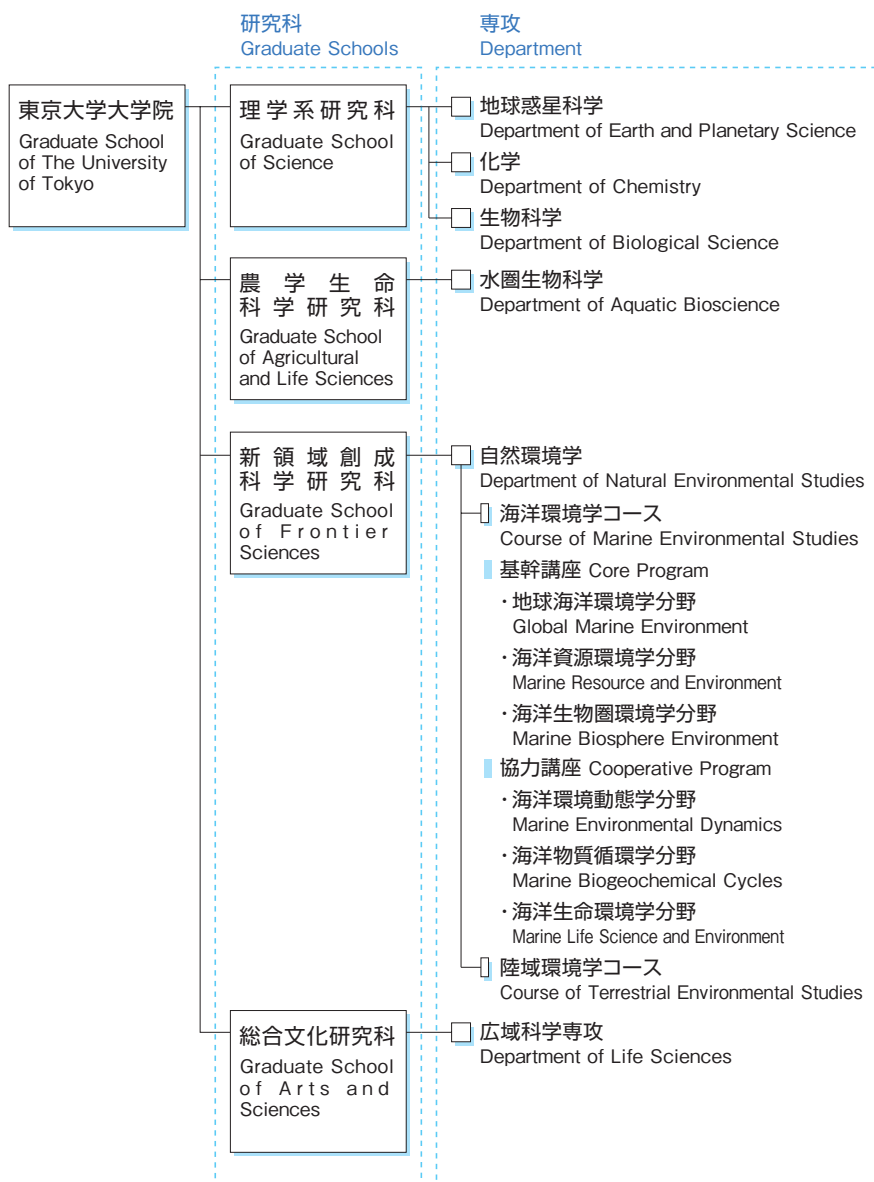 研究科
Graduate Schools
専攻
Department
東京大学大学院
Graduate School
of The University
of Tokyo
理学系研究科
Graduate School
of Science
地球惑星科学
Department of Earth and Planetary Science
化学
Department of Chemistry
生物科学
Department of Biological Science
農学生命
科学研究科
Graduate School
of Agricultural
and Life Sciences
水圏生物科学
Department of Aquatic Bioscience
新領域創成
科学研究科
Graduate School
of Frontier
Sciences
自然環境学
Department of Natural Environmental Studies
海洋環境学コース
Course of Marine Environmental Studies
基幹講座 Core Program
・地球海洋環境学分野
Global Marine Environment
・海洋資源環境学分野
Marine Resource and Environment
・海洋生物圏環境学分野
Marine Biosphere Environment
協力講座 Cooperative Program
・海洋環境動態学分野
Marine Environmental Dynamics
・海洋物質循環学分野
Marine Biogeochemical Cycles
・海洋生命環境学分野
Marine Life Science and Environment
陸域環境学コース
Course of Terrestrial Environmental Studies
総合文化研究科
Graduate School
of Arts and
Sciences
広域科学専攻
Department of Life Sciences